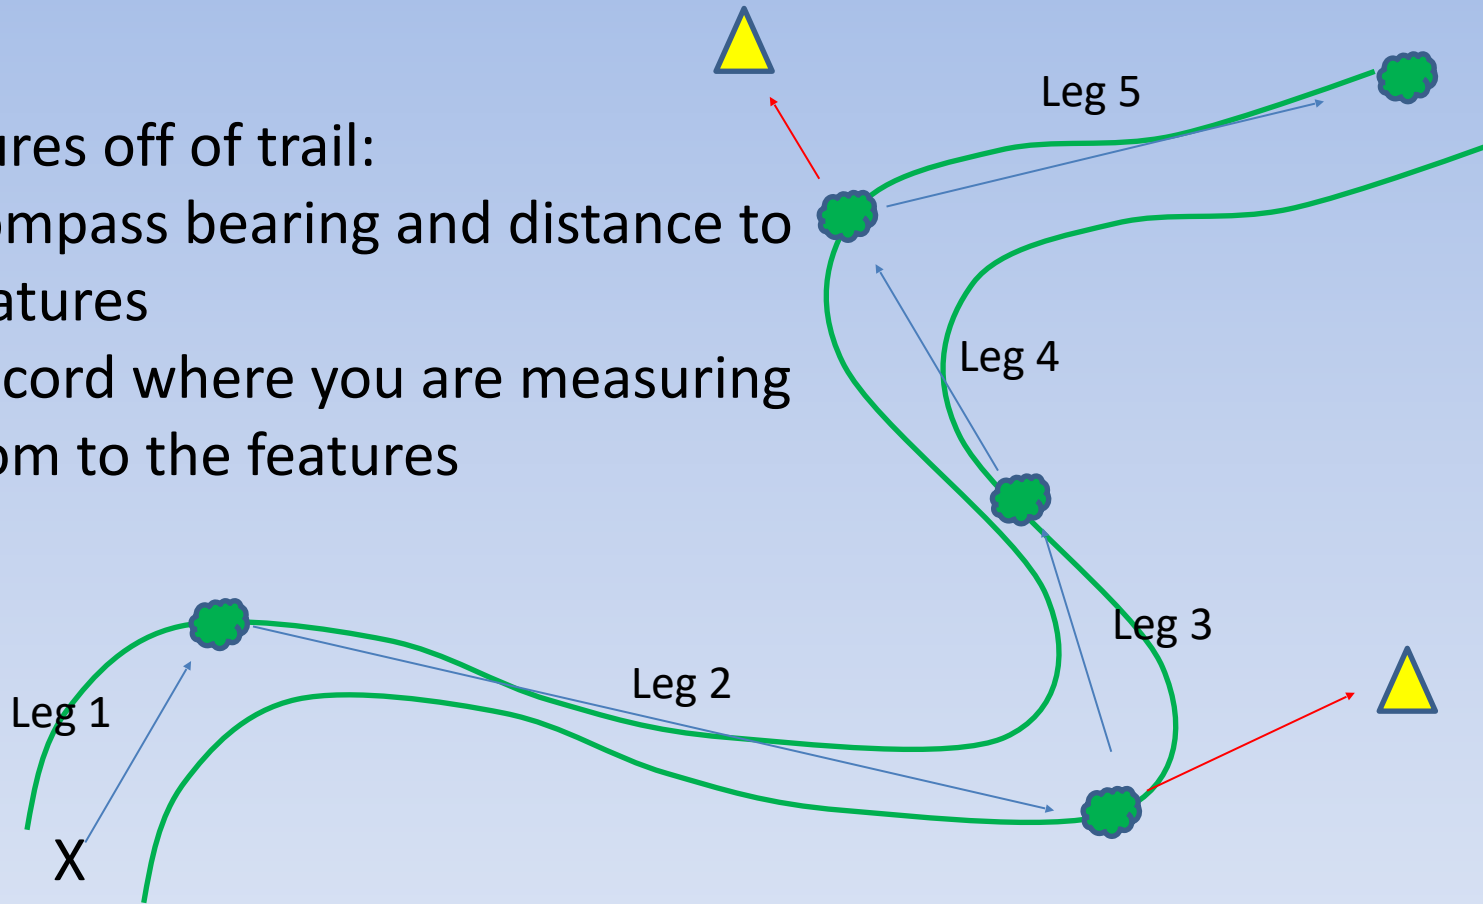 ures off of trail:
ompass bearing and distance to
atures
cord where you are measuring
om to the features
Leg 5
Leg 4
Leg 3
Leg 2
Leg 1
X